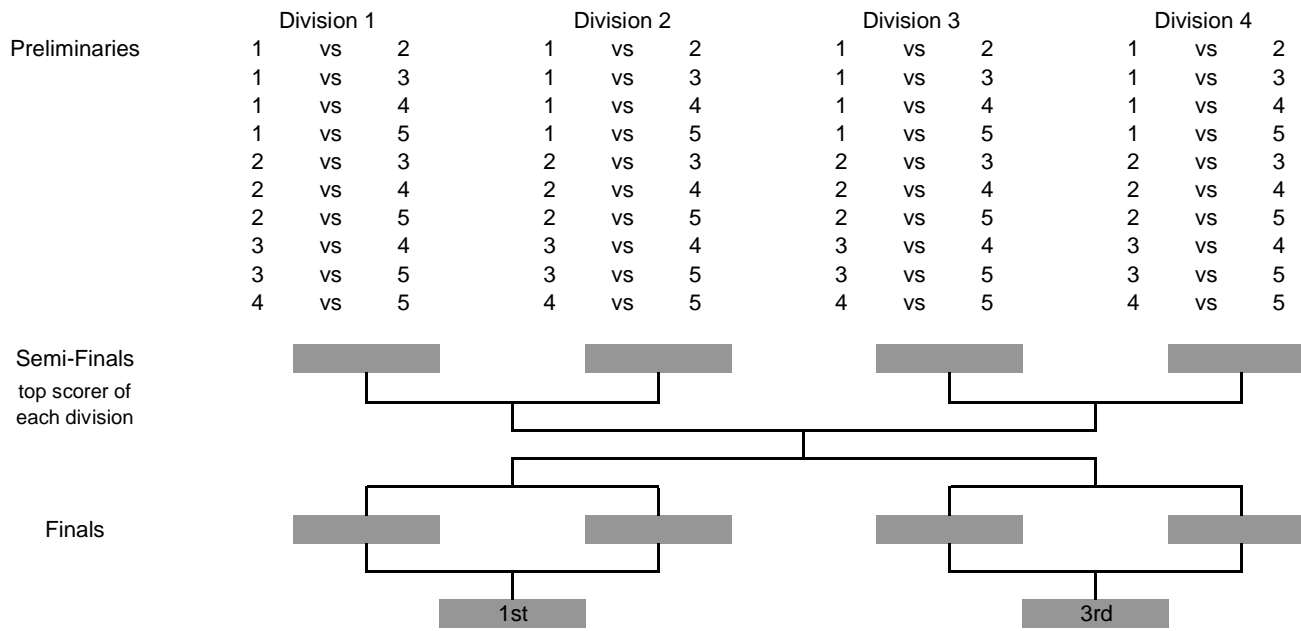 Division 1 Division 2 Division 3 Division 4
Preliminaries 1 vs 2 1 vs 2 1 vs 2 1 vs 2
1 vs 3 1 vs 3 1 vs 3 1 vs 3
1 vs 4 1 vs 4 1 vs 4 1 vs 4
1 vs 5 1 vs 5 1 vs 5 1 vs 5
2 vs 3 2 vs 3 2 vs 3 2 vs 3
2 vs 4 2 vs 4 2 vs 4 2 vs 4
2 vs 5 2 vs 5 2 vs 5 2 vs 5
3 vs 4 3 vs 4 3 vs 4 3 vs 4
3 vs 5 3 vs 5 3 vs 5 3 vs 5
4 vs 5 4 vs 5 4 vs 5 4 vs 5
Semi-Finals
top scorer of
each division
Finals
1st 3rd